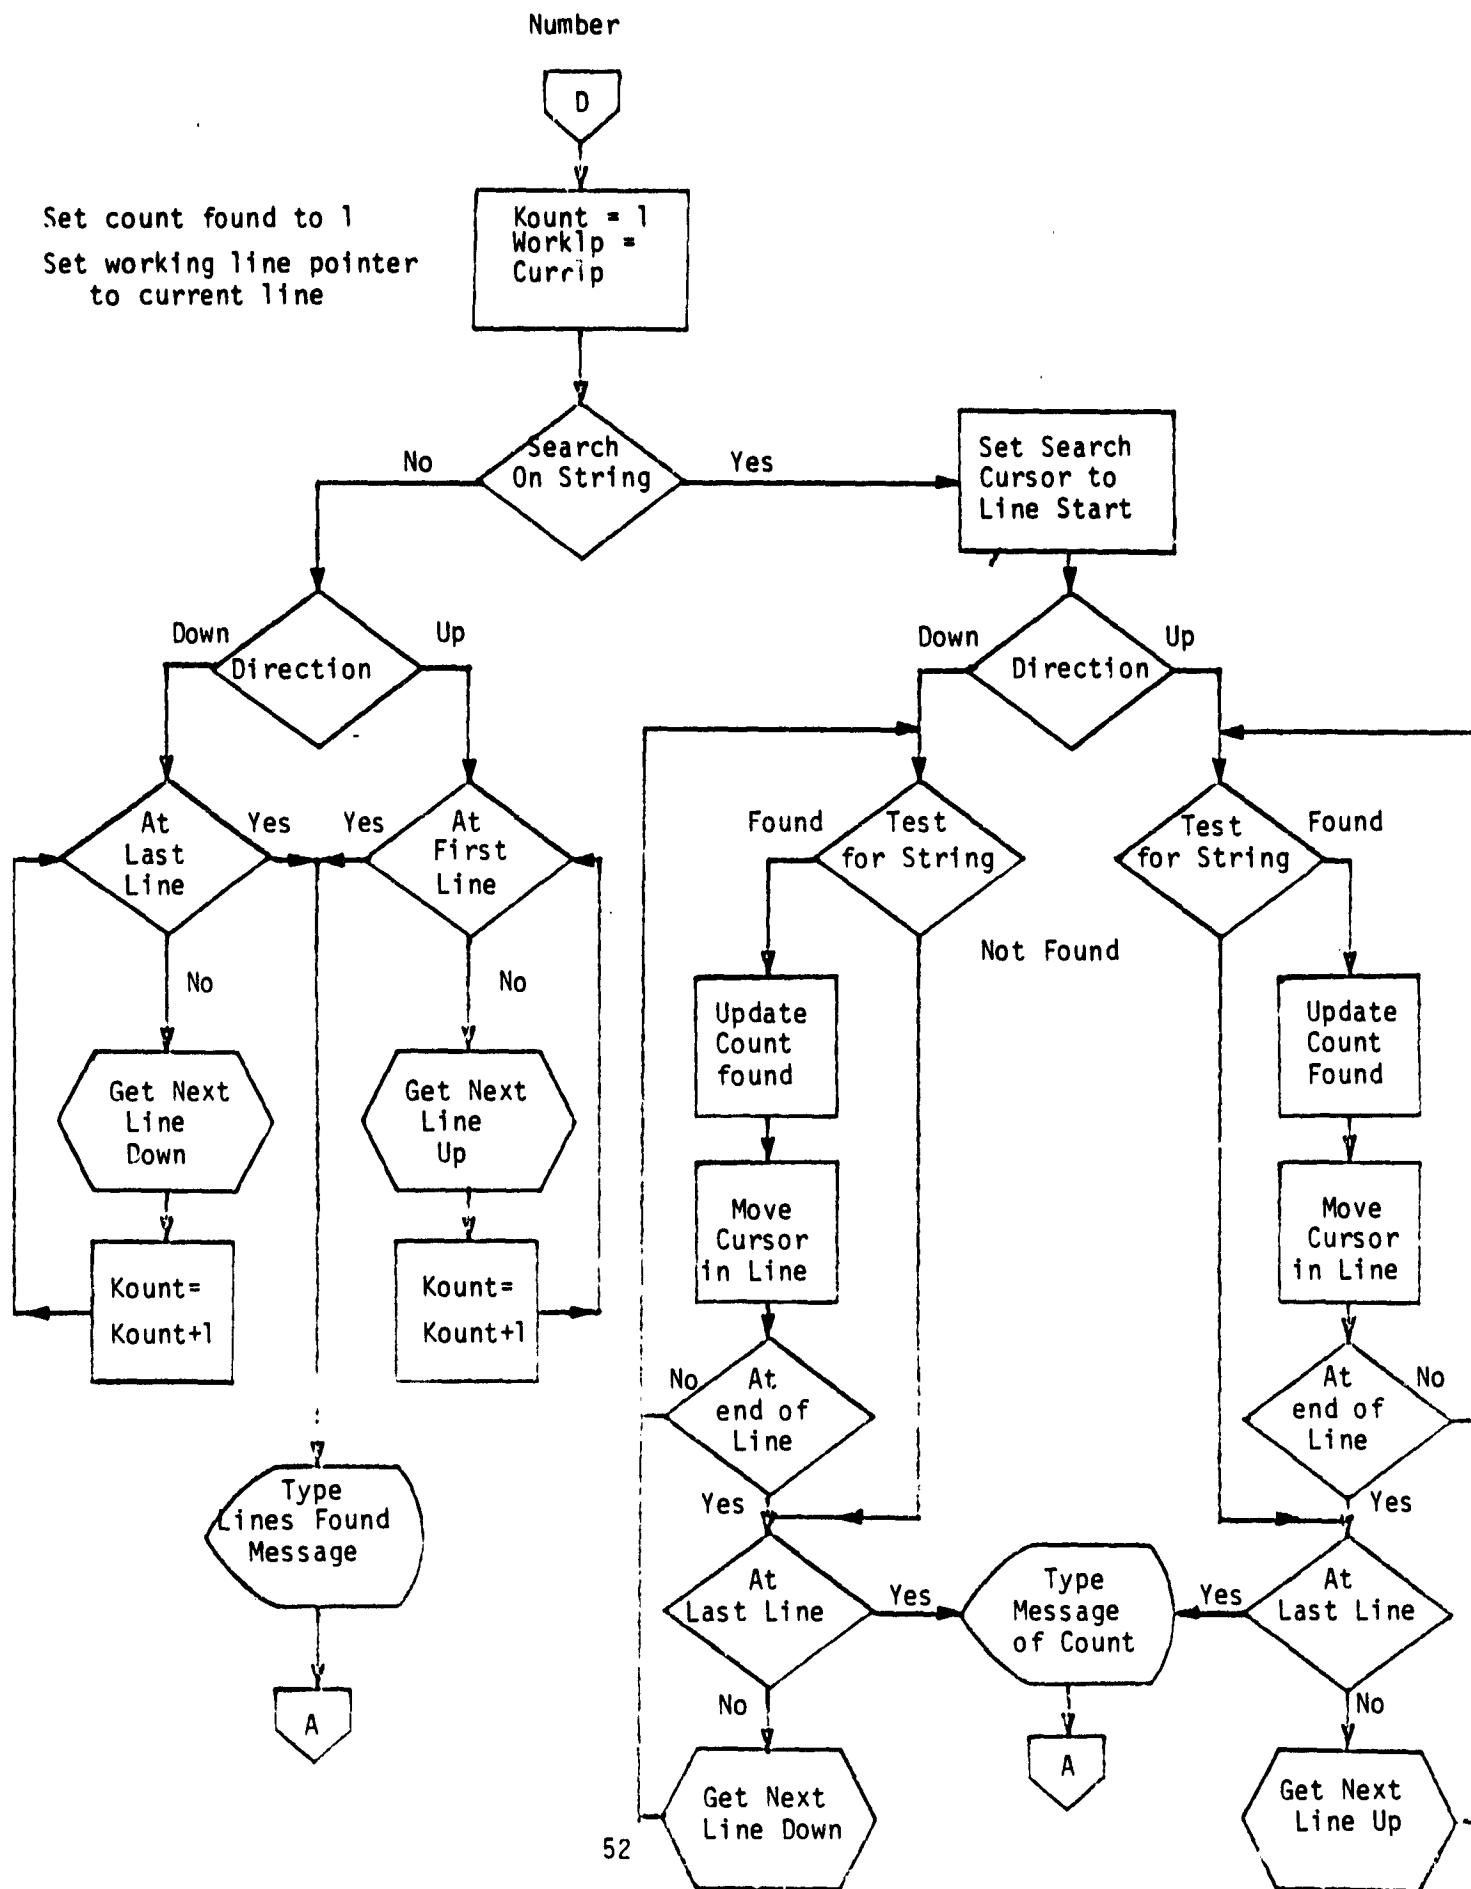 Number
D
Set count found to 1
Set working line pointer
to current line
Kount = 1
Worklp =
Currlp
Search
On String
No
Yes
Set Search
Cursor to
Line Start
Down
Direction
Up
Down
Direction
Up
At
Last
Line
Yes
Yes
At
First
Line
No
No
Get Next
Line
Down
Get Next
Line
Up
Kount=
Kount+1
Kount=
Kount+1
Type
Lines Found
Message
A
Found
Test
for String
Test
for String
Found
Not Found
Update
Count
found
Update
Count
Found
Move
Cursor
in Line
Move
Cursor
in Line
No
At
end of
Line
Yes
At
end of
Line
No
Yes
At
Last Line
Yes
Type
Message
of Count
Yes
At
Last Line
No
No
Get Next
Line Down
A
Get Next
Line Up
52